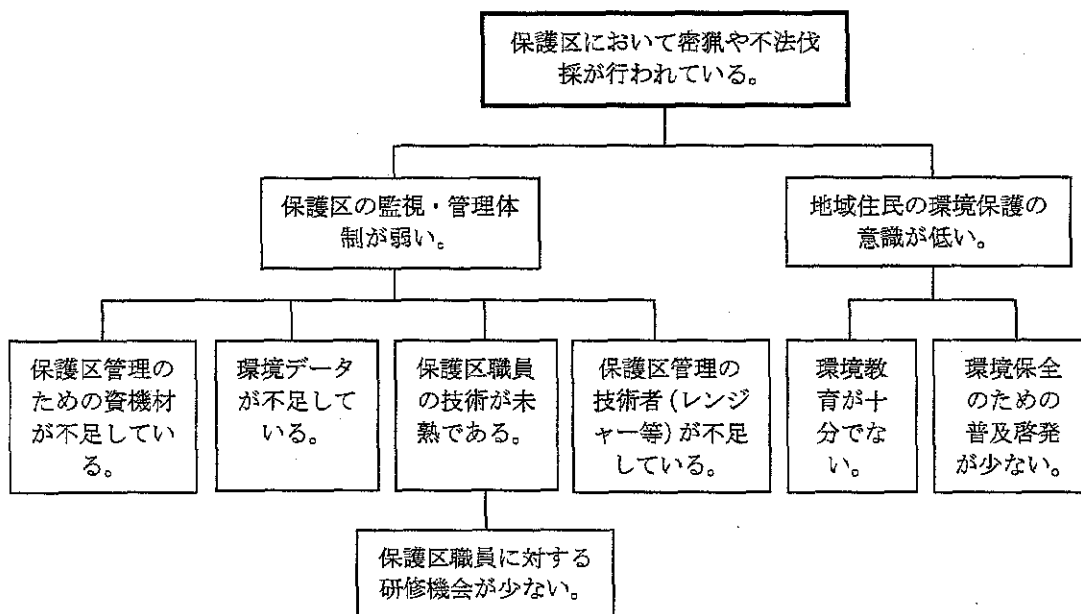 保護区において密猟や不法伐
採が行われている。
保護区の監視・管理体
制が弱い。
地域住民の環境保護の
意識が低い。
保護区管理の
ための資機材
が不足してい
る。
環境データ
が不足して
いる。
保護区職員
の技術が未
熟である。
保護区管理の
技術者(レンジ
ャー等)が不足
している。
環境教
育が十
分でな
い。
環境保全
のための
普及啓発
が少ない。
保護区職員に対する
研修機会が少ない。